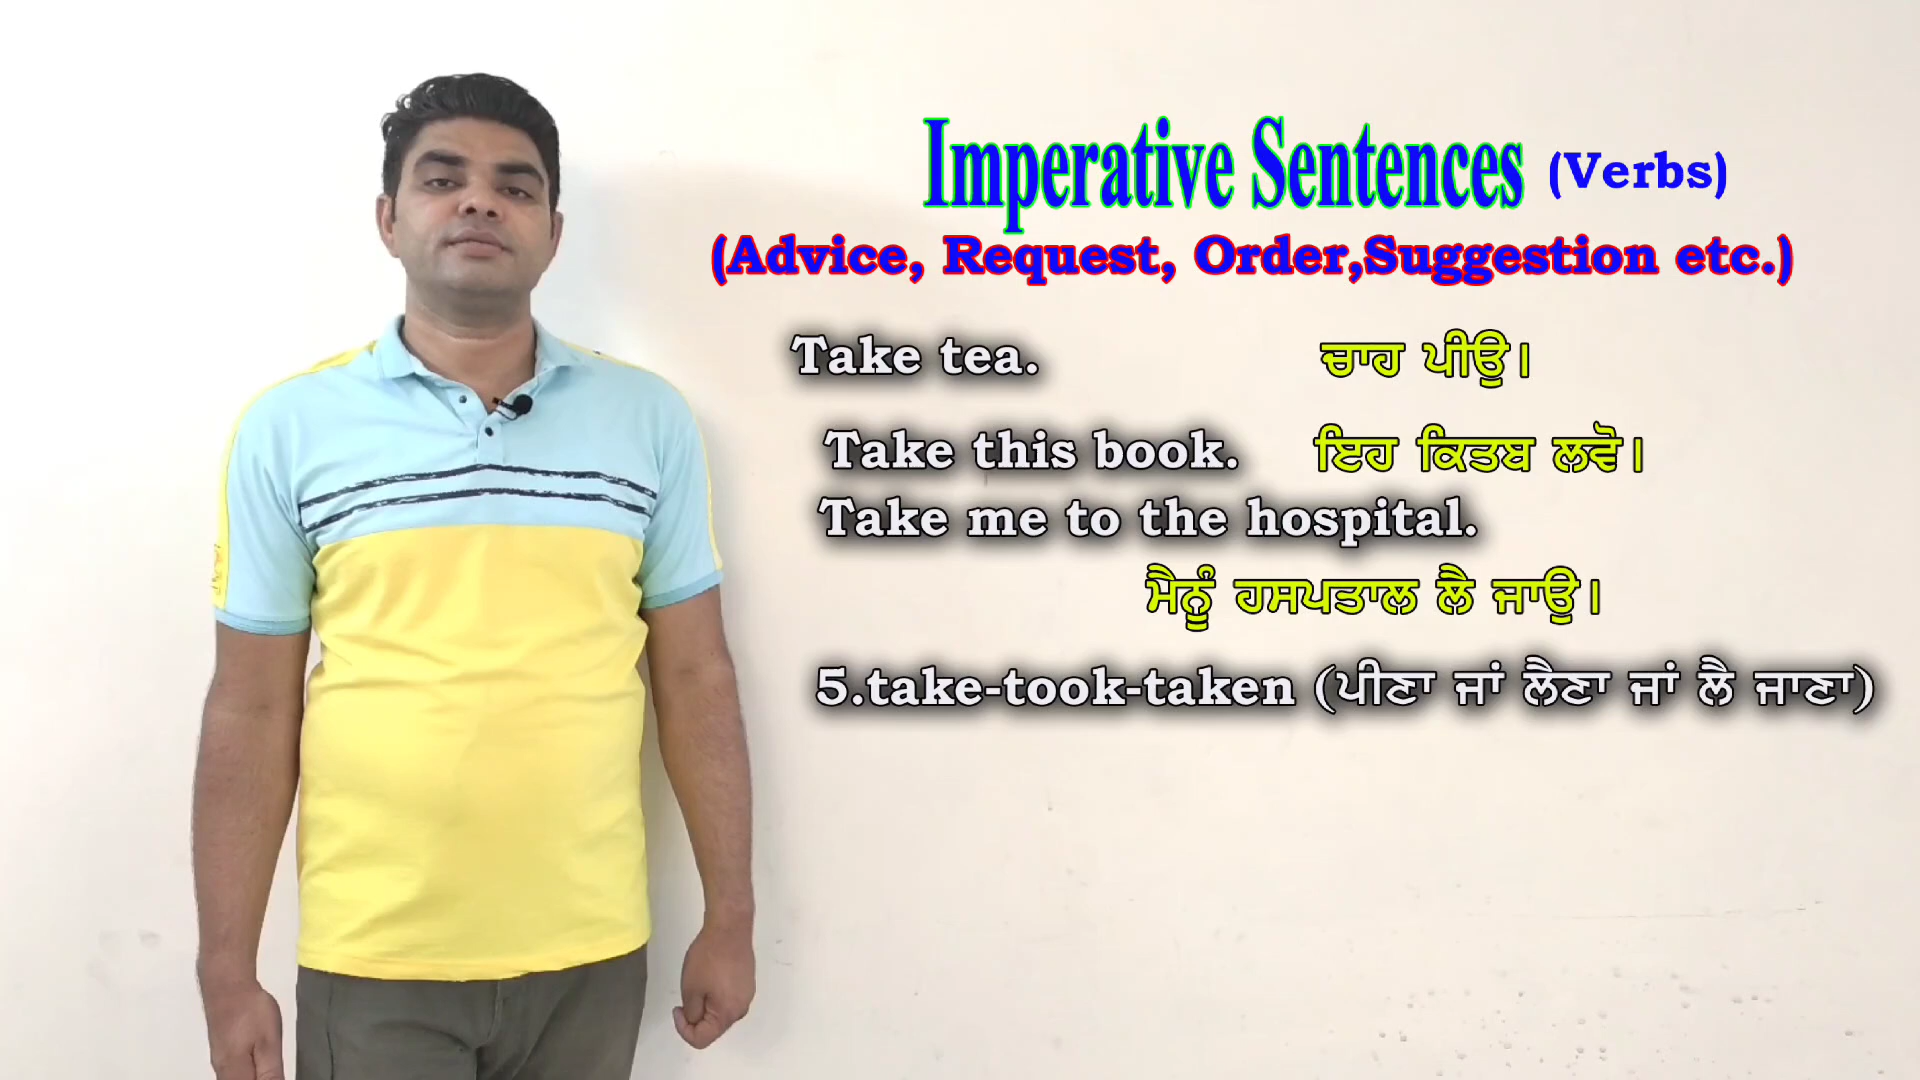 Imperative Sentences (Verbs)
(Advice, Request, Order,Suggestion etc.)
Take tea. ਚਾਹ ਪੀਉ।
Take this book. ਇਹ ਕਿਤਬ ਲਵੋ।
Take me to the hospital.
ਮੈਨੂੰ ਹਸਪਤਾਲ ਲੈ ਜਾਉ।
5.take-took-taken (ਪੀਣਾ ਜਾਂ ਲੈਣਾ ਜਾਂ ਲੈ ਜਾਣਾ)